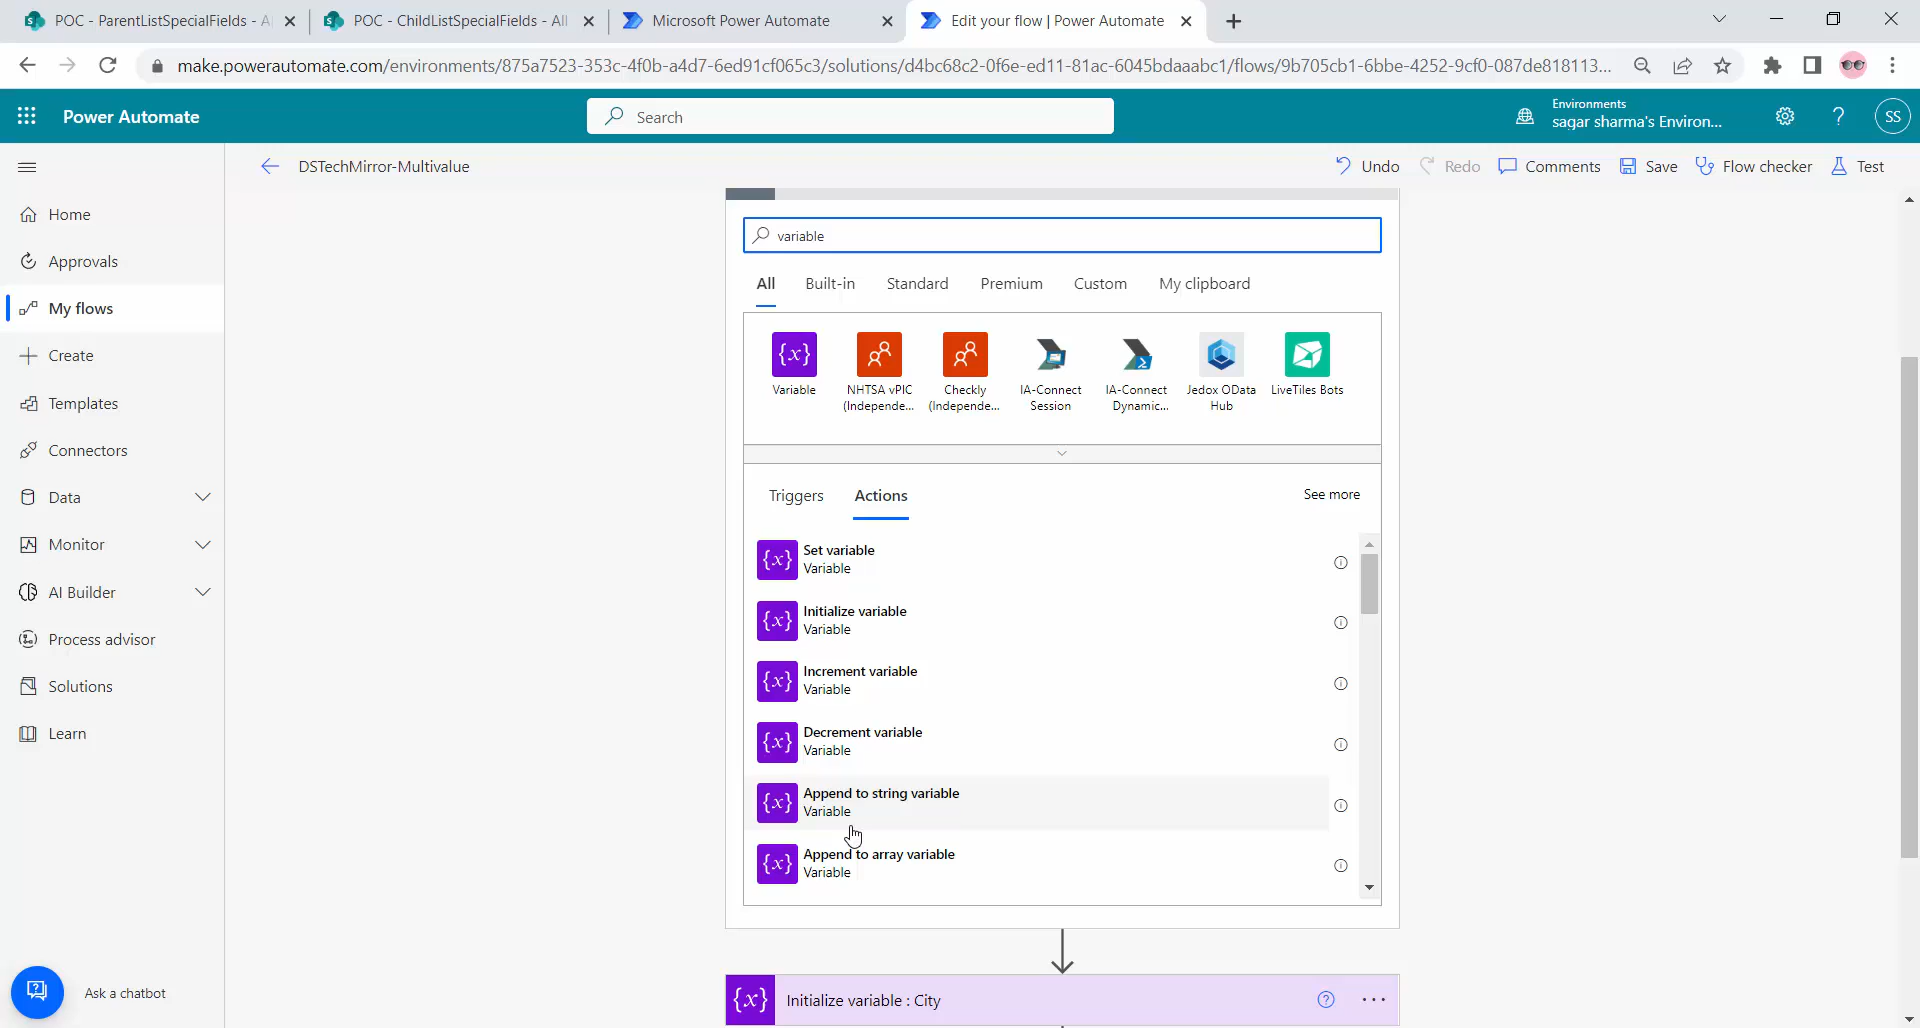 POC - ParentListSpecialFields - A
POC - ChildListSpecialFields - All
Microsoft Power Automate
Edit your flow | Power Automate
make.powerautomate.com/environments/875a7523-353c-4f0b-a4d7-6ed91cf065c3/solutions/d4bc68c2-0f6e-ed11-81ac-6045bdaaabc1/flows/9b705cb1-6bbe-4252-9cf0-087de818113...
Power Automate
Search
Environments
sagar sharma's Environ...
SS
DSTechMirror-Multivalue
Undo
Redo
Comments
Save
Flow checker
Test
Home
Approvals
My flows
Create
Templates
Connectors
Data
Monitor
AI Builder
Process advisor
Solutions
Learn
Ask a chatbot
variable
All
Built-in
Standard
Premium
Custom
My clipboard
{x}
Variable
NHTSA vPIC
(Independe...
Checkly
(Independe...
IA-Connect
Session
IA-Connect
Dynamic...
Jedox OData
Hub
LiveTiles Bots
Triggers
Actions
See more
{x}
Set variable
Variable
{x}
Initialize variable
Variable
{x}
Increment variable
Variable
{x}
Decrement variable
Variable
{x}
Append to string variable
Variable
{x}
Append to array variable
Variable
{x}
Initialize variable : City